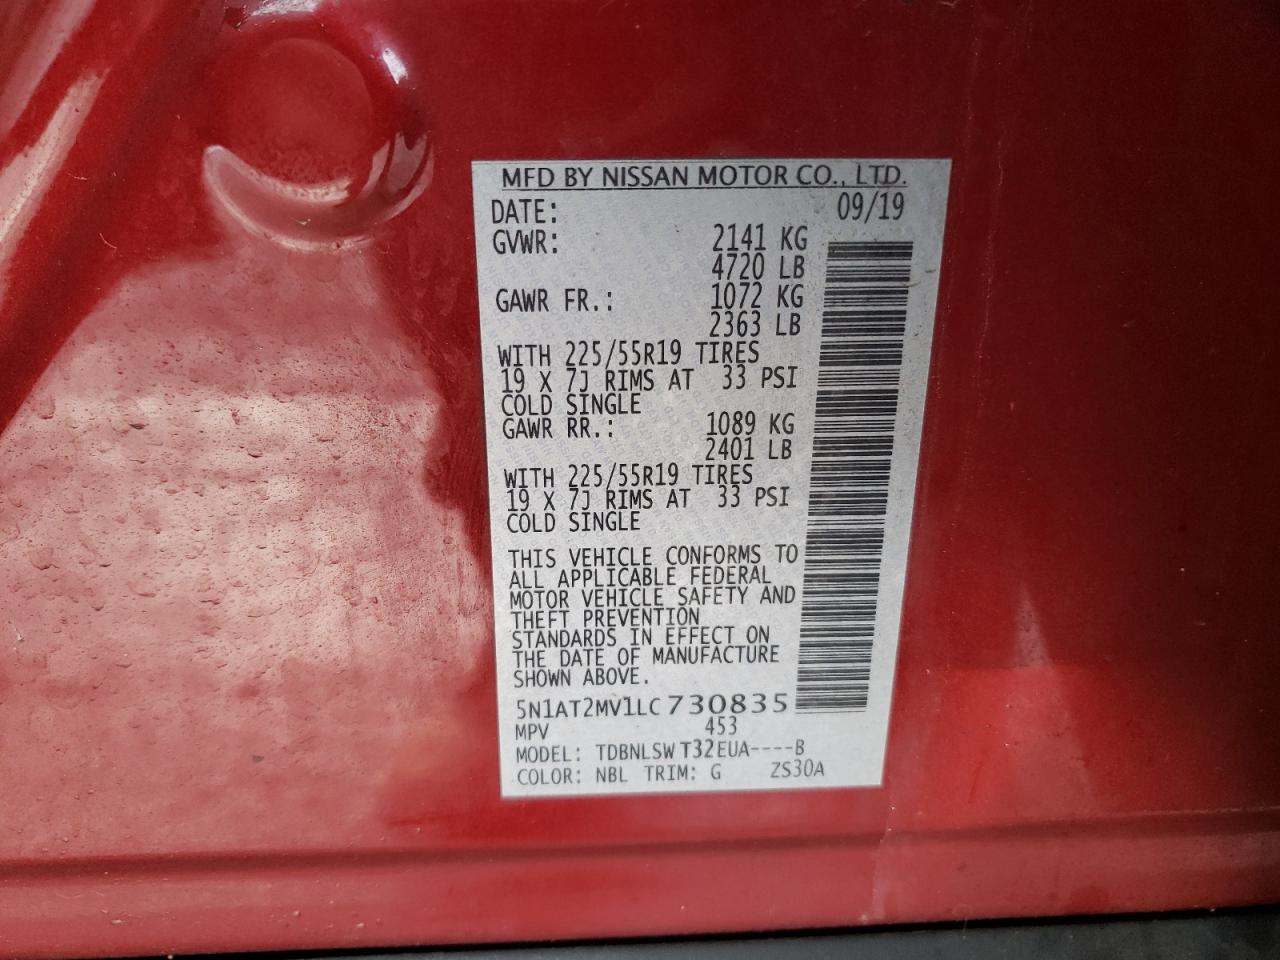 MFD BY NISSAN MOTOR CO., LTD.
DATE: 09/19
GVWR: 2141 KG
4720 LB
GAWR FR.: 1072 KG
2363 LB
WITH 225/55R19 TIRES
19 X 7J RIMS AT 33 PSI
COLD SINGLE
GAWR RR.: 1089 KG
2401 LB
WITH 225/55R19 TIRES
19 X 7J RIMS AT 33 PSI
COLD SINGLE
THIS VEHICLE CONFORMS TO
ALL APPLICABLE FEDERAL
MOTOR VEHICLE SAFETY AND
THEFT PREVENTION
STANDARDS IN EFFECT ON
THE DATE OF MANUFACTURE
SHOWN ABOVE.
5N1AT2MV1LC730835
MPV 453
MODEL: TDBNLSW T32EUA----B
COLOR: NBL TRIM: G ZS30A